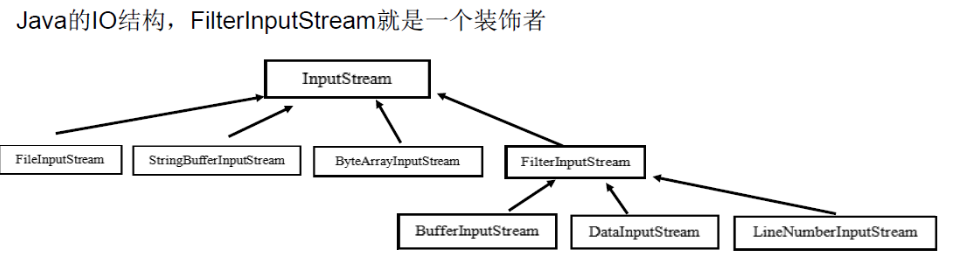 Java的IO结构，FilterInputStream就是一个装饰者
InputStream
FileInputStream
StringBufferInputStream
ByteArrayInputStream
FilterInputStream
BufferInputStream
DataInputStream
LineNumberInputStream